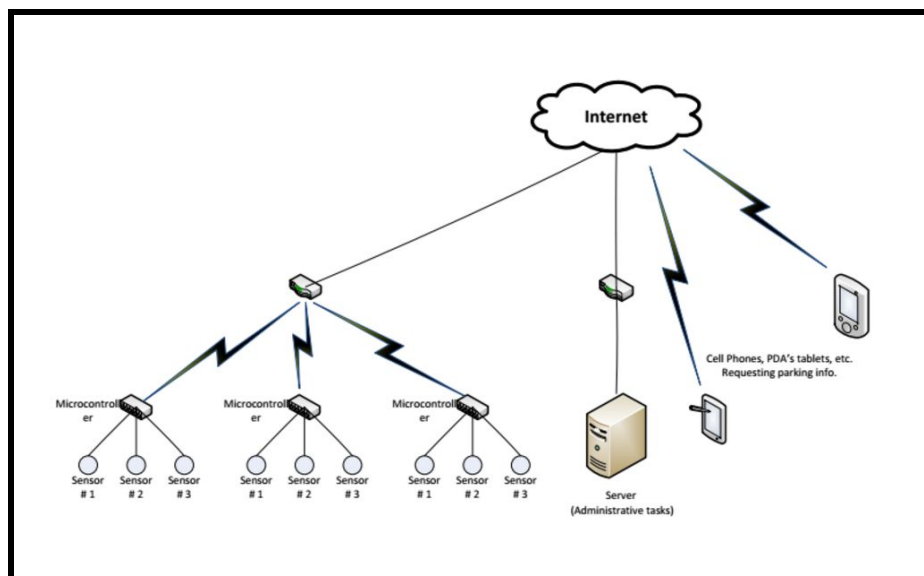 Internet
Cell Phones, PDA's tablets, etc.
Requesting parking info.
Microcontroll
er
Microcontroll
er
Microcontroll
er
Sensor
# 1
Sensor
# 2
Sensor
# 3
Sensor
# 1
Sensor
# 2
Sensor
# 3
Sensor
# 1
Sensor
# 2
Sensor
# 3
Server
(Administrative tasks)